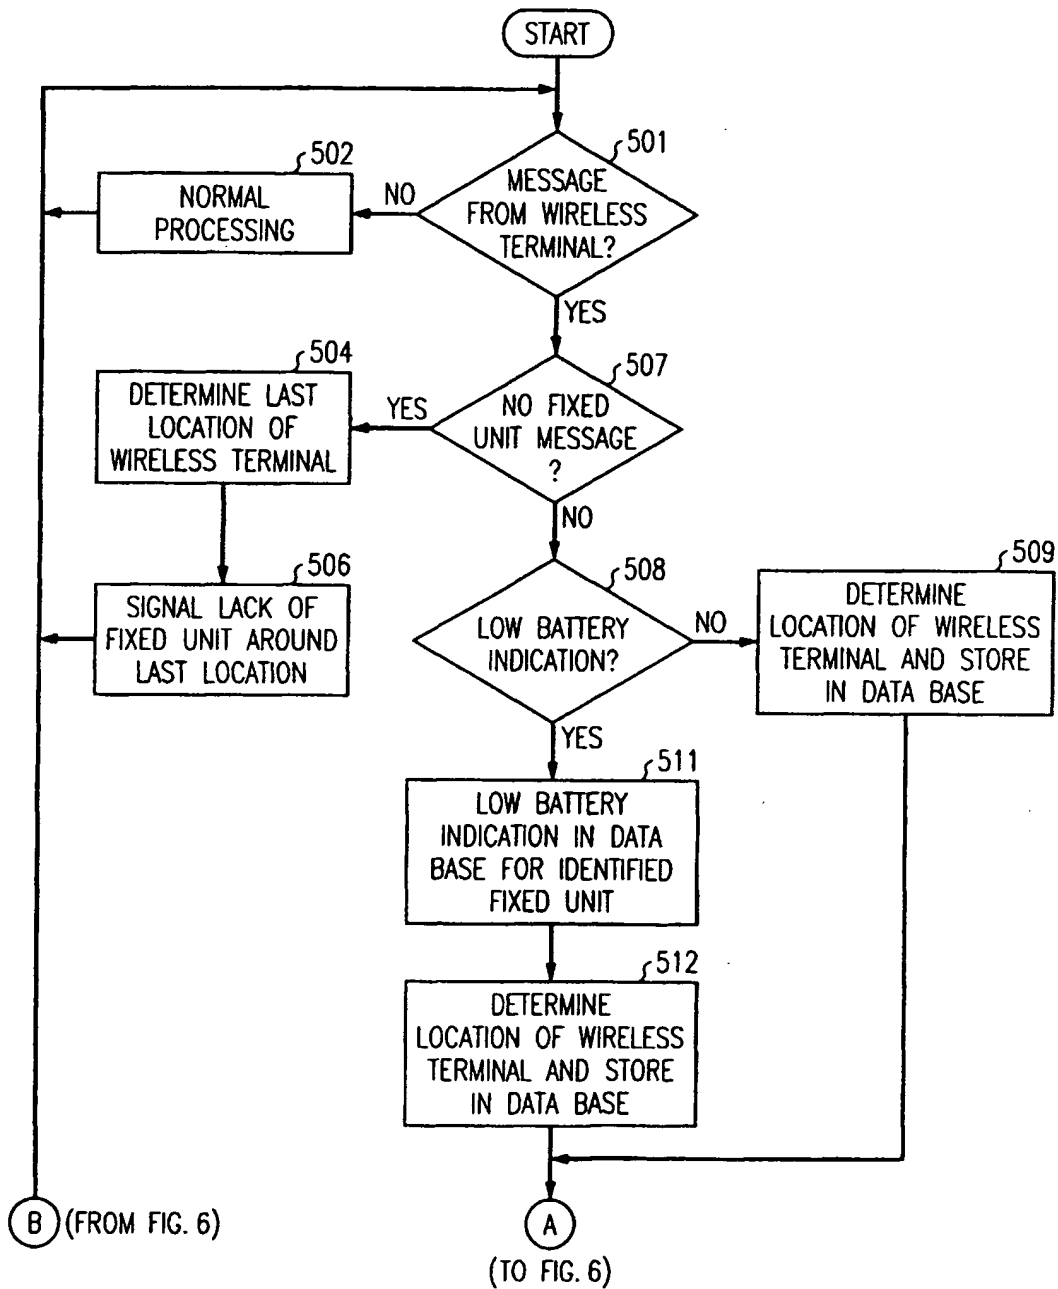 START
501
MESSAGE
FROM WIRELESS
TERMINAL?
NO
502
NORMAL
PROCESSING
YES
507
NO FIXED
UNIT MESSAGE
?
YES
504
DETERMINE LAST
LOCATION OF
WIRELESS TERMINAL
506
SIGNAL LACK OF
FIXED UNIT AROUND
LAST LOCATION
NO
508
LOW BATTERY
INDICATION?
NO
509
DETERMINE
LOCATION OF WIRELESS
TERMINAL AND STORE
IN DATA BASE
YES
511
LOW BATTERY
INDICATION IN DATA
BASE FOR IDENTIFIED
FIXED UNIT
512
DETERMINE
LOCATION OF WIRELESS
TERMINAL AND STORE
IN DATA BASE
B (FROM FIG. 6)
A
(TO FIG. 6)